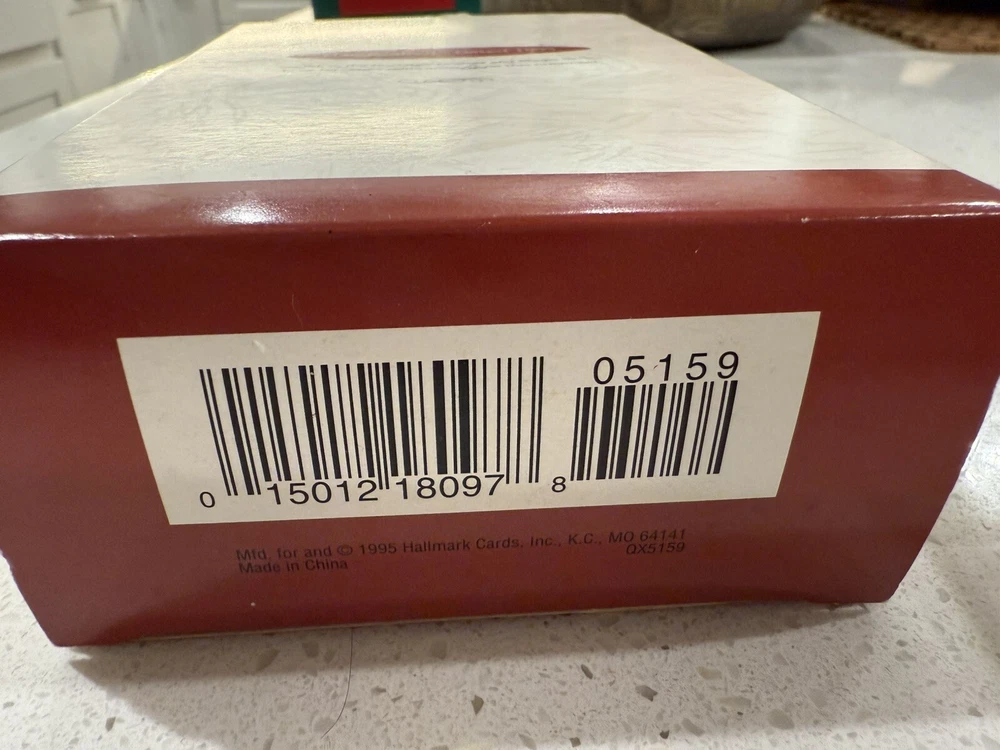 05159
0 15012 18097 8
Mfd. for and © 1995 Hallmark Cards, Inc., K.C., MO 64141
QX5159
Made in China